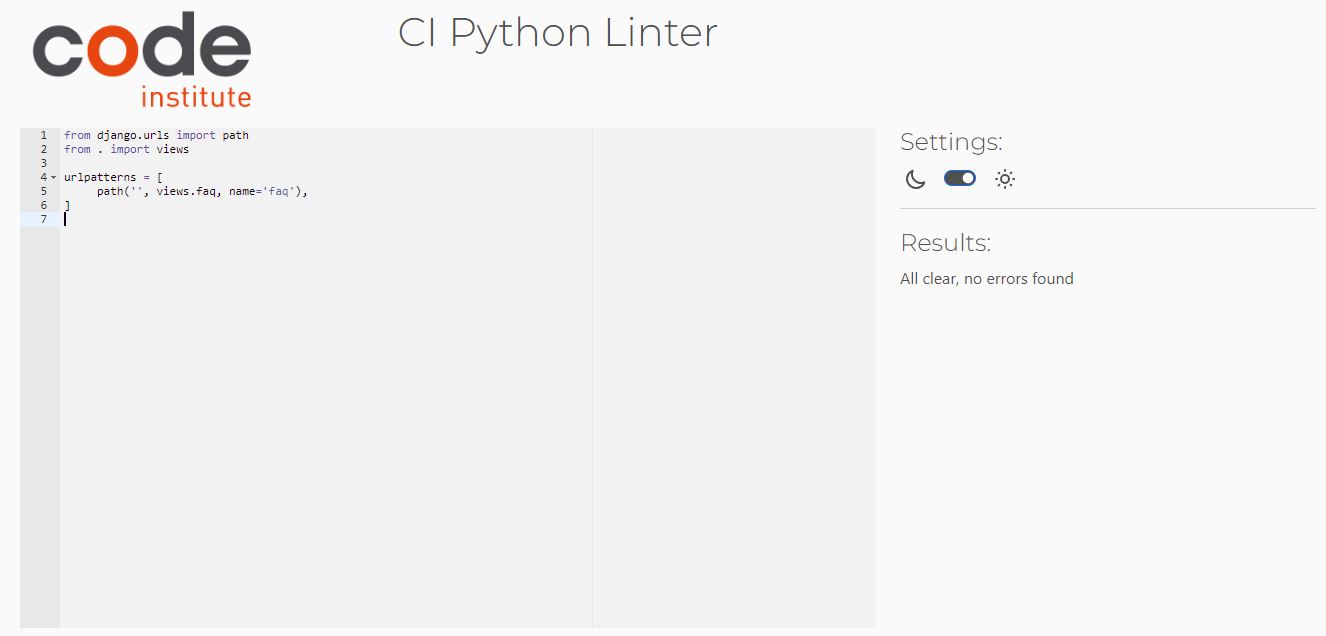 code
institute
CI Python Linter
1 from django.urls import path
2 from . import views
3
4 urlpatterns = [
5      path('', views.faq, name='faq'),
6 ]
7
Settings:
Results:
All clear, no errors found